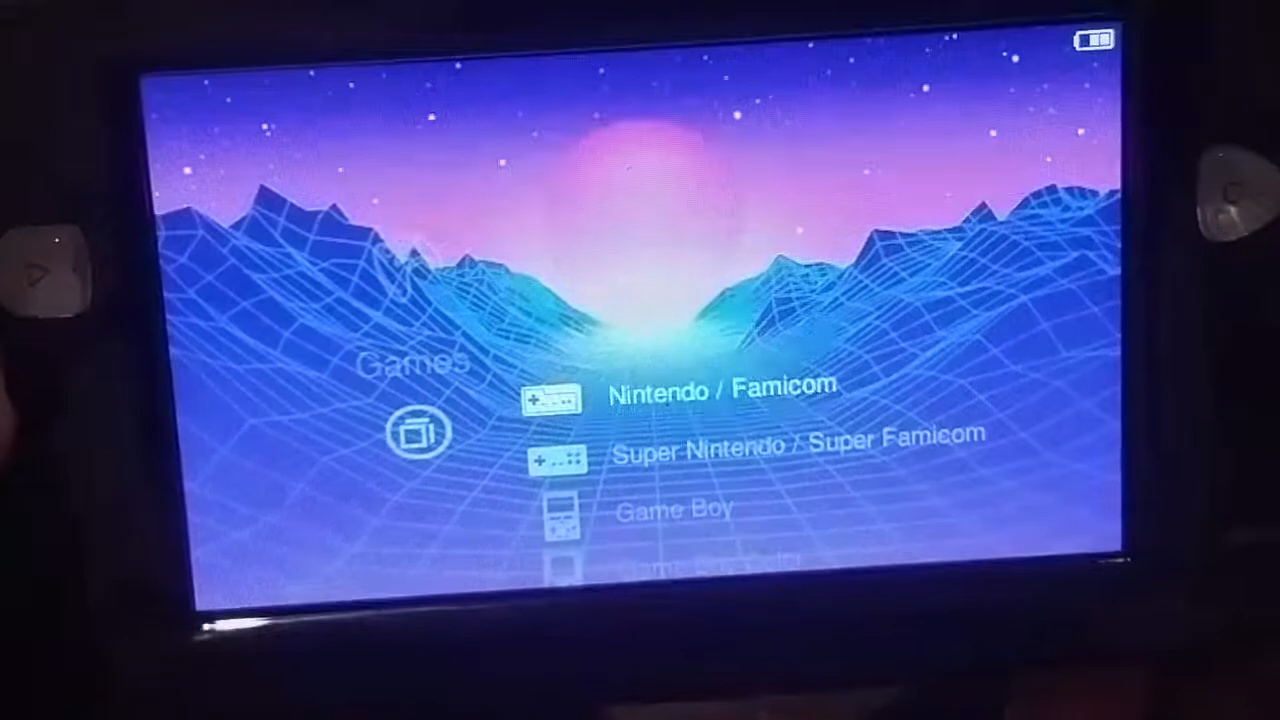 Games
Nintendo / Famicom
Super Nintendo / Super Famicom
Game Boy